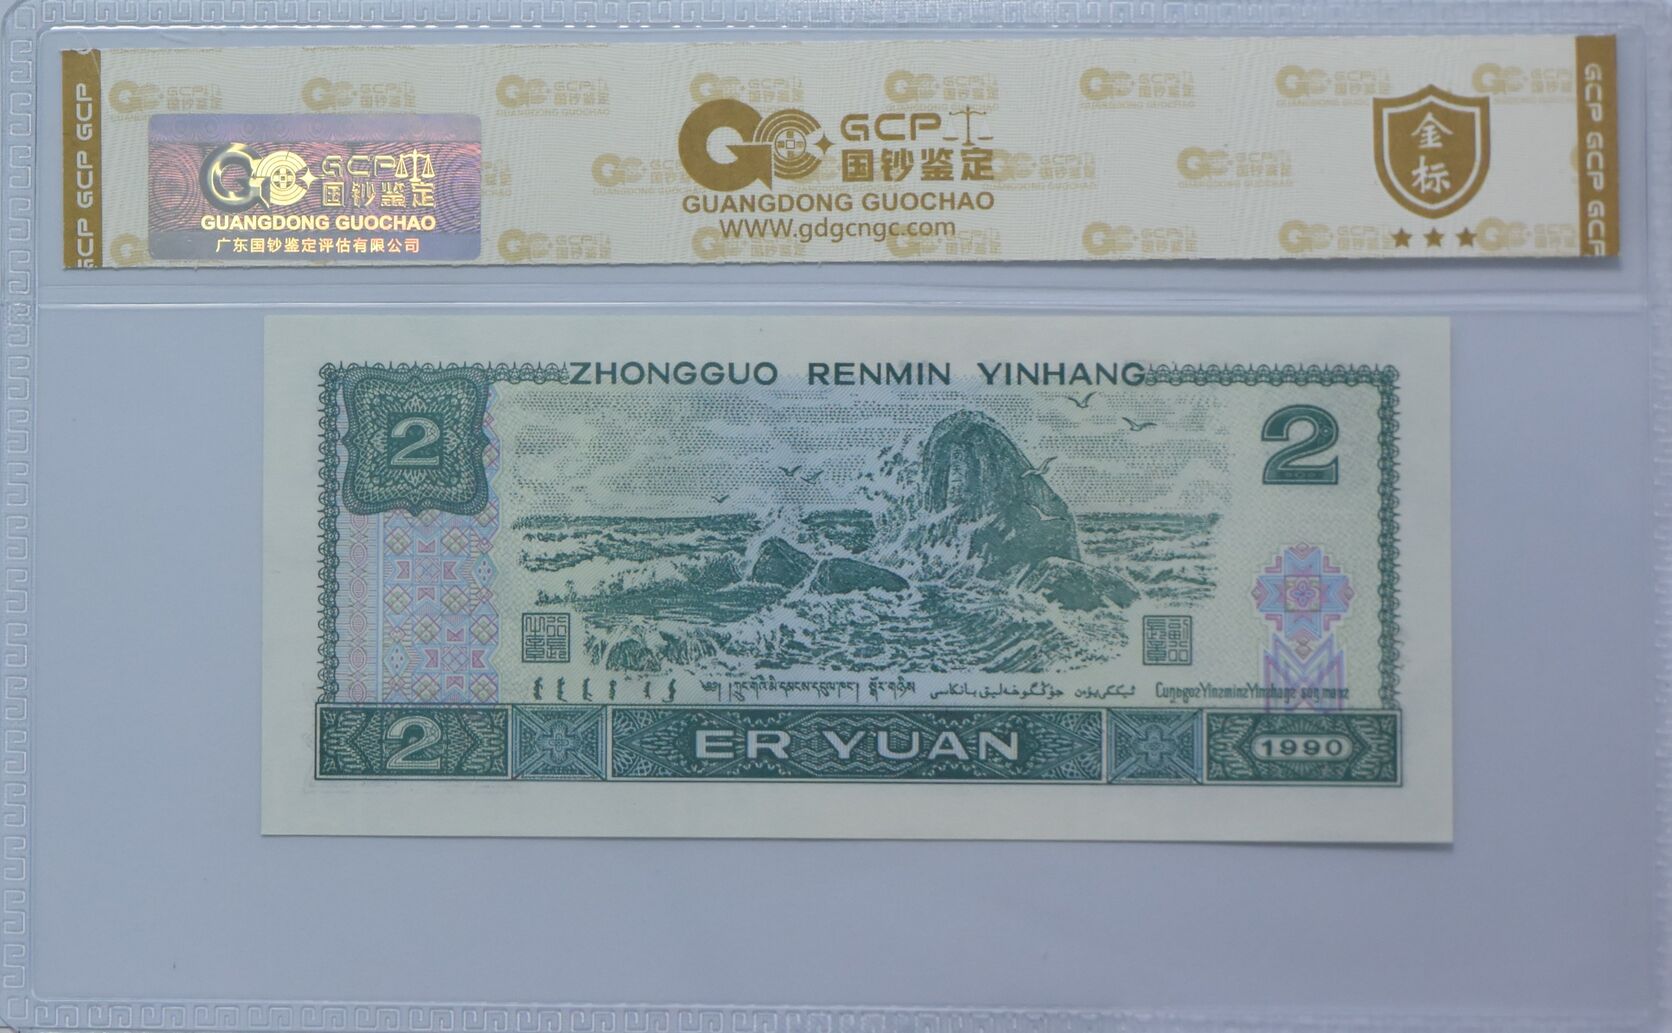 GCP GCP GCP
GCP
国钞鉴定
GUANGDONG GUOCHAO
广东国钞鉴定评估有限公司
GCP
国钞鉴定
GUANGDONG GUOCHAO
WWW.gdgcngc.com
金
标
GCP GCP GCP
ZHONGGUO RENMIN YINHANG
2
2
2
ER YUAN
1990